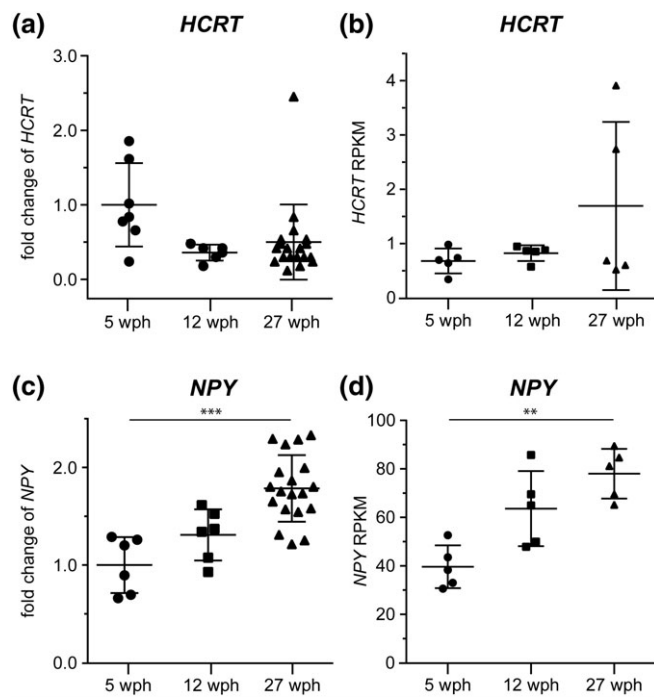 (a) HCRT
fold change of HCRT
3.0
2.0
1.0
0.0
5 wph 12 wph 27 wph
(b) HCRT
HCRT RPKM
4
3
2
1
0
5 wph 12 wph 27 wph
(c) NPY
***
fold change of NPY
2.0
1.0
0.0
5 wph 12 wph 27 wph
(d) NPY
**
NPY RPKM
100
80
60
40
20
0
5 wph 12 wph 27 wph